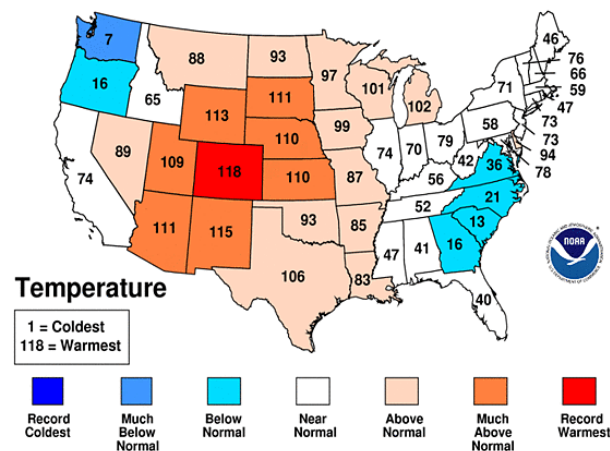 7
16
65
88
93
97
101
102
46
76
66
59
47
73
73
94
78
71
58
113
111
99
110
89
109
118
110
87
74
70
79
42
36
74
56
52
21
13
111
115
93
85
106
83
47
41
16
40
NOAA
Temperature
1 = Coldest
118 = Warmest
Record
Coldest
Much
Below
Normal
Below
Normal
Near
Normal
Above
Normal
Much
Above
Normal
Record
Warmest